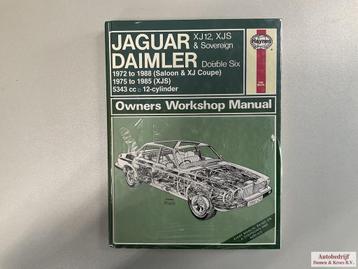 JAGUAR XJ12, XJS
& Sovereign
DAIMLER Double Six
1972 to 1988 (Saloon & XJ Coupe)
1975 to 1985 (XJS)
5343 cc □ 12-cylinder
Haynes
Owners Workshop Manual
Autobedrijf